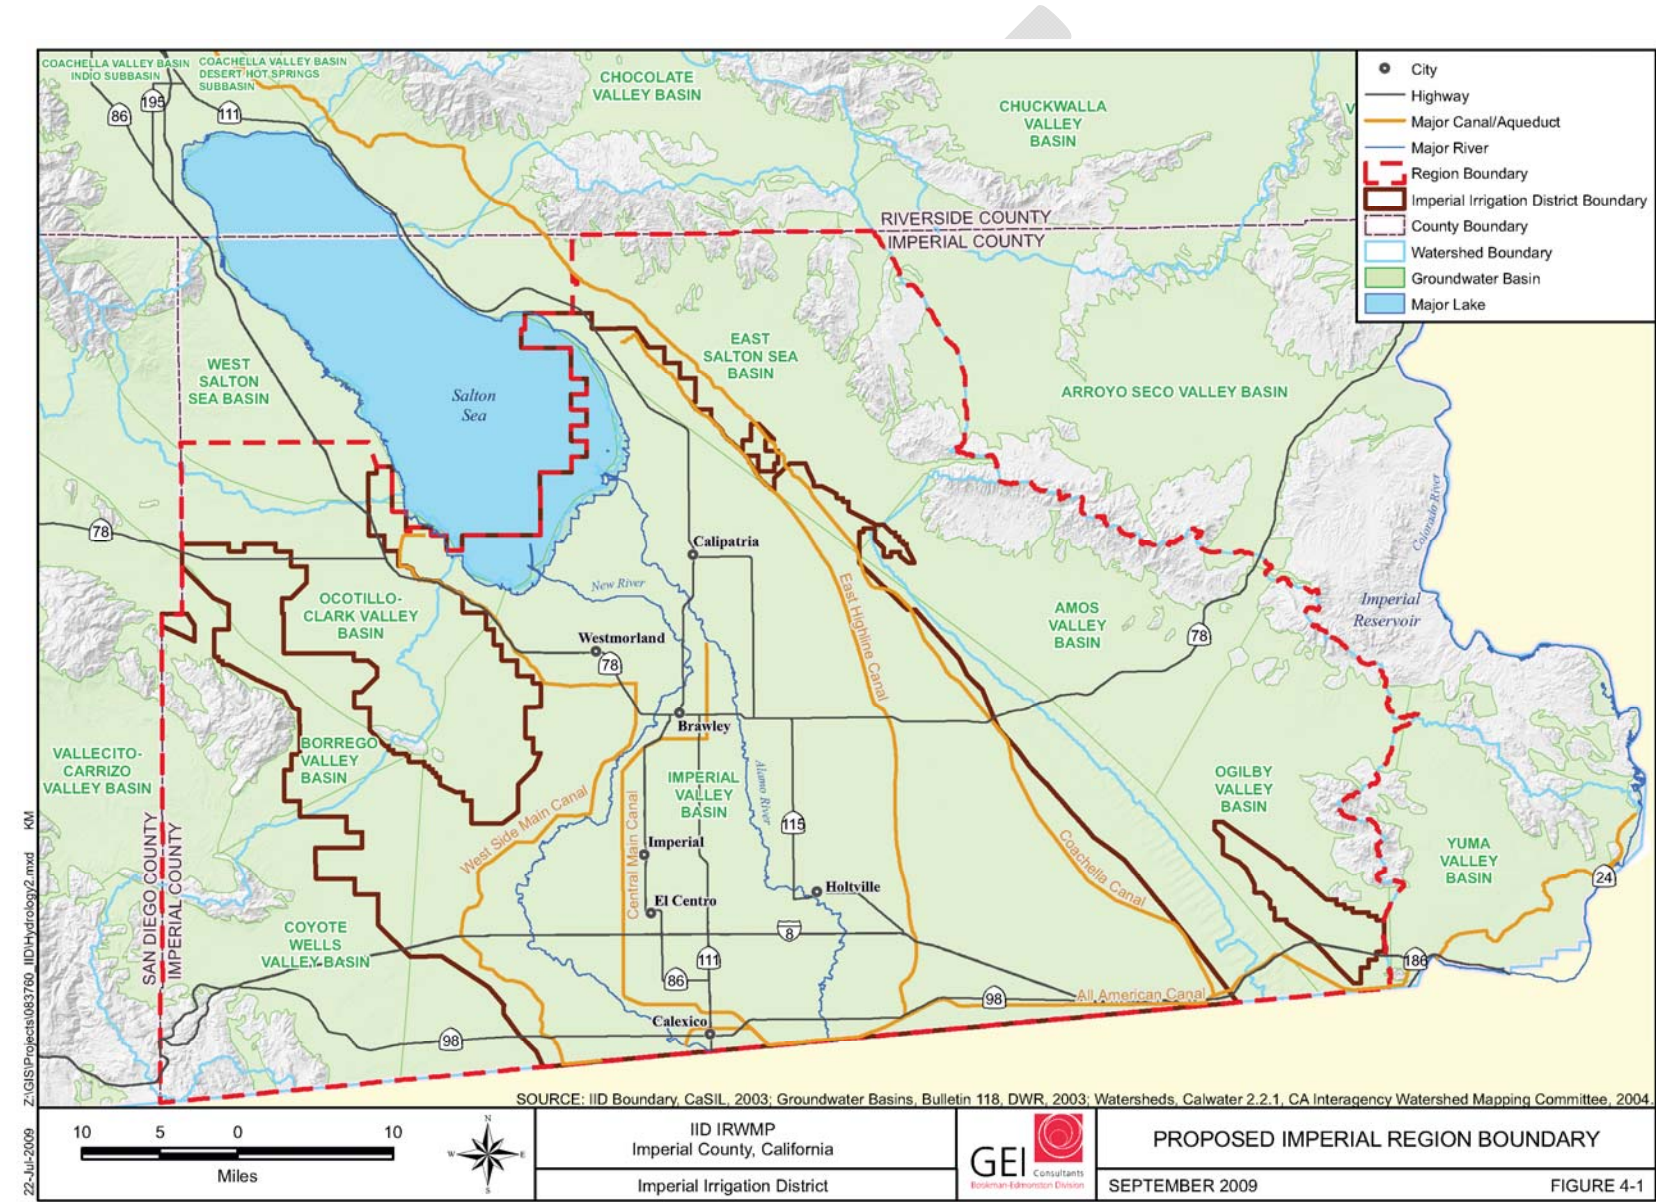 COACHELLA VALLEY BASIN
INDIO SUBBASIN
COACHELLA VALLEY BASIN
DESERT HOT SPRINGS
SUBBASIN
CHOCOLATE
VALLEY BASIN
CHUCKWALLA
VALLEY
BASIN
V
City
Highway
Major Canal/Aqueduct
Major River
Region Boundary
Imperial Irrigation District Boundary
County Boundary
Watershed Boundary
Groundwater Basin
Major Lake
86
195
111
RIVERSIDE COUNTY
IMPERIAL COUNTY
WEST
SALTON
SEA BASIN
Salton
Sea
EAST
SALTON SEA
BASIN
ARROYO SECO VALLEY BASIN
Colorado River
78
Calipatria
New River
OCOTILLO-
CLARK VALLEY
BASIN
East Highline Canal
AMOS
VALLEY
BASIN
Imperial
Reservoir
78
Westmorland
78
Brawley
VALLECITO-
CARRIZO
VALLEY BASIN
BORREGO
VALLEY
BASIN
IMPERIAL
VALLEY
BASIN
Alamo River
OGILBY
VALLEY
BASIN
SAN DIEGO COUNTY
IMPERIAL COUNTY
West Side Main Canal
Central Main Canal
115
Imperial
Coachella Canal
YUMA
VALLEY
BASIN
24
Holtville
El Centro
COYOTE
WELLS
VALLEY BASIN
8
111
86
186
98
All American Canal
Calexico
98
Z:\GIS\Projects\083760_IID\Hydrology2.mxd KM
22-Jul-2009
SOURCE: IID Boundary, CaSIL, 2003; Groundwater Basins, Bulletin 118, DWR, 2003; Watersheds, Calwater 2.2.1, CA Interagency Watershed Mapping Committee, 2004.
10 5 0 10
Miles
N
W E
S
IID IRWMP
Imperial County, California
Imperial Irrigation District
GEI Consultants
Bookman-Edmonston Division
PROPOSED IMPERIAL REGION BOUNDARY
SEPTEMBER 2009
FIGURE 4-1